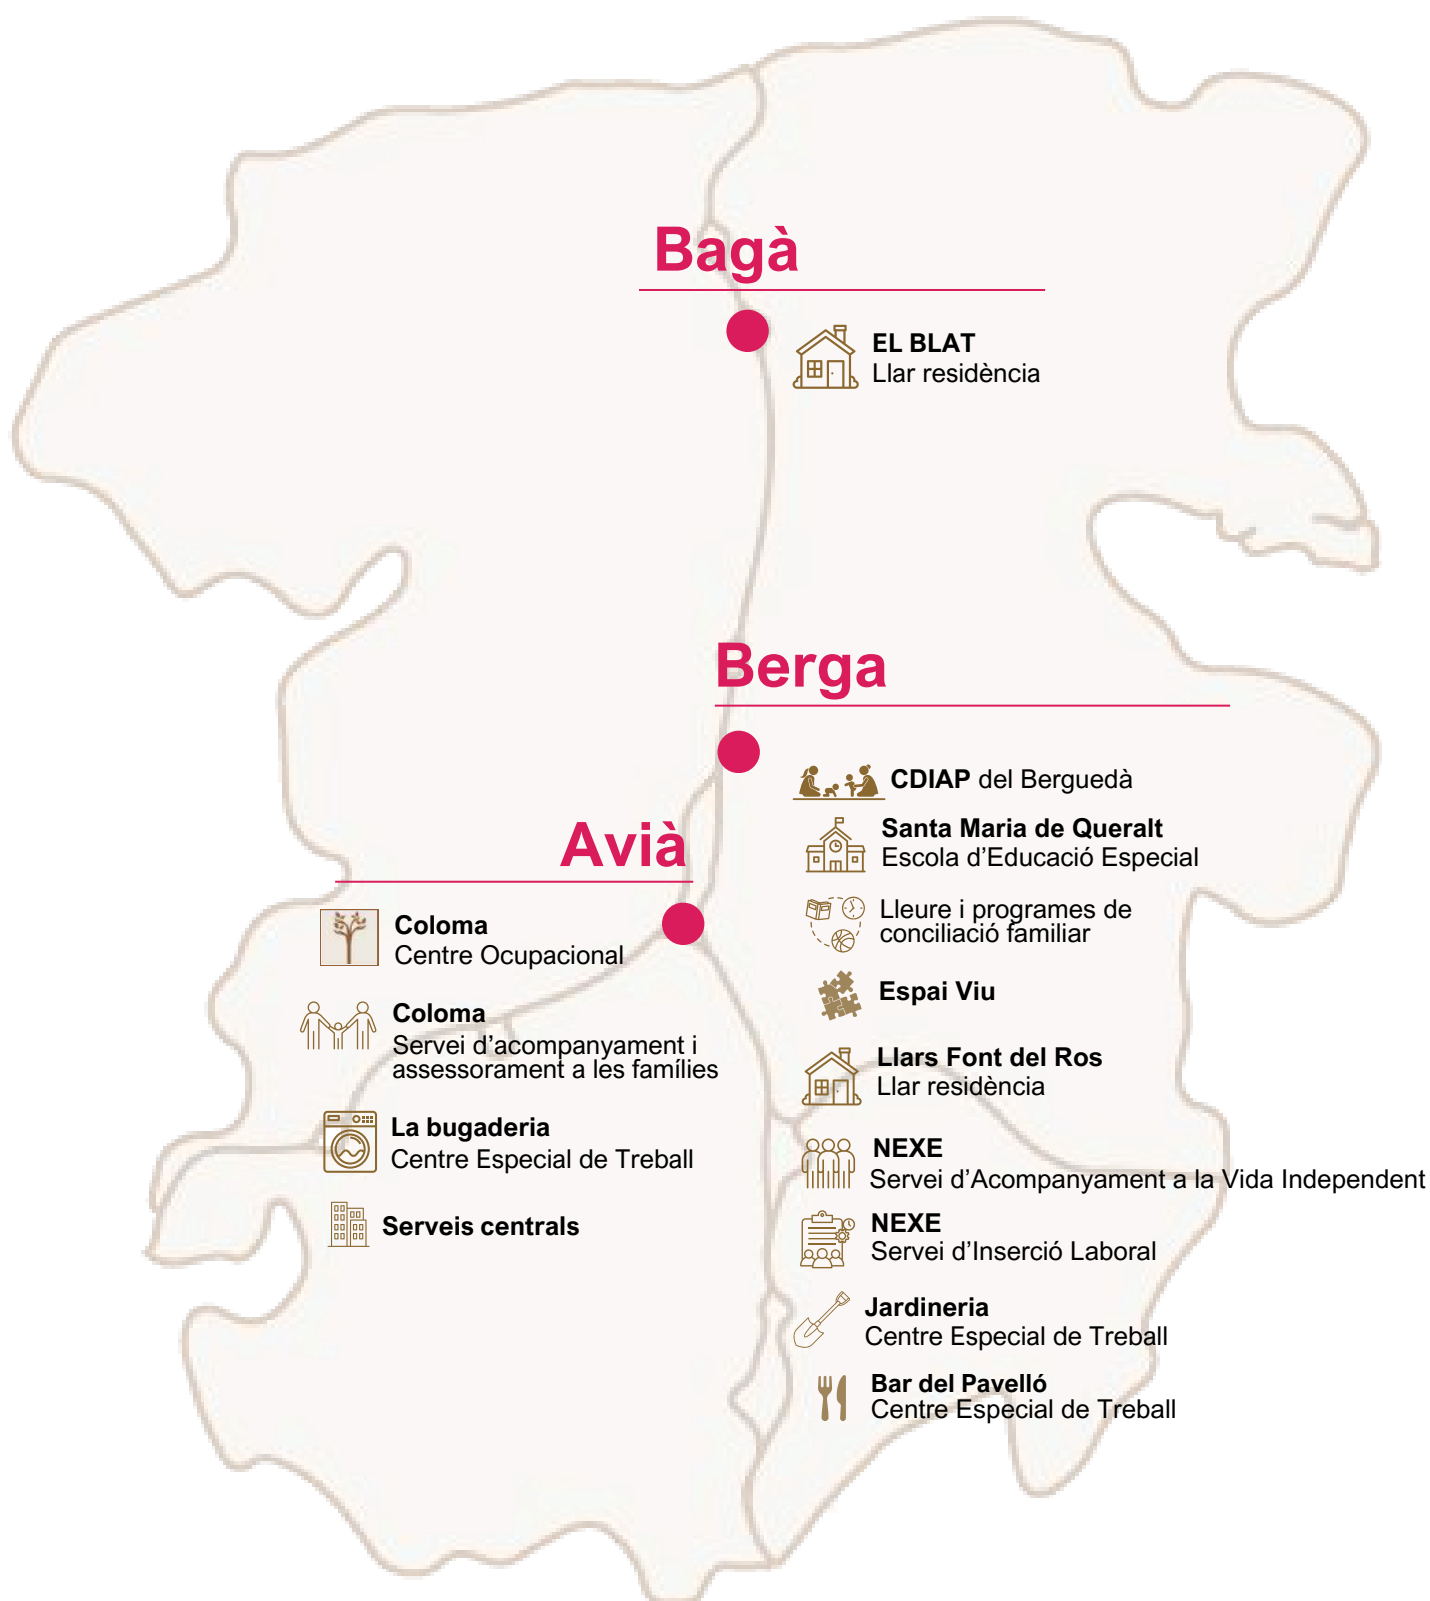 Bagà
EL BLAT
Llar residència
Berga
CDIAP del Berguedà
Santa Maria de Queralt
Escola d’Educació Especial
Lleure i programes de
conciliació familiar
Espai Viu
Llars Font del Ros
Llar residència
NEXE
Servei d’Acompanyament a la Vida Independent
NEXE
Servei d’Inserció Laboral
Jardineria
Centre Especial de Treball
Bar del Pavelló
Centre Especial de Treball
Avià
Coloma
Centre Ocupacional
Coloma
Servei d’acompanyament i
assessorament a les famílies
La bugaderia
Centre Especial de Treball
Serveis centrals